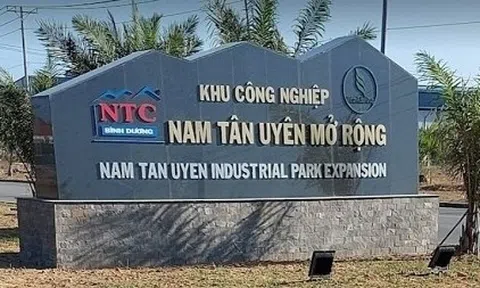 NTC
BÌNH DƯƠNG
KHU CÔNG NGHIỆP
NAM TÂN UYÊN MỞ RỘNG
NAM TAN UYEN INDUSTRIAL PARK EXPANSION